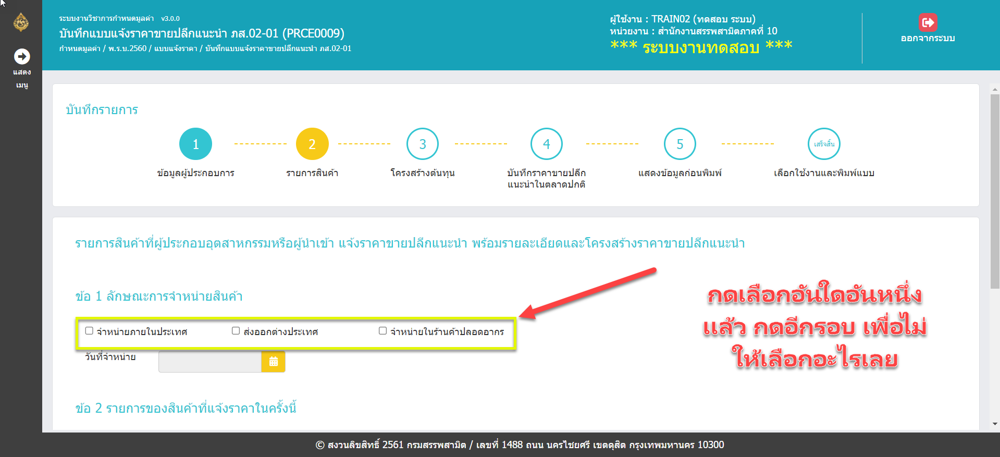 แสดง
เมนู
ระบบงานวิชาการกำหนดมูลค่า v3.0.0
บันทึกแบบแจ้งราคาขายปลีกแนะนำ ภส.02-01 (PRCE0009)
กำหนดมูลค่า / พ.ร.บ.2560 / แบบแจ้งราคา / บันทึกแบบแจ้งราคาขายปลีกแนะนำ ภส.02-01
ผู้ใช้งาน : TRAIN02 (ทดสอบ ระบบ)
หน่วยงาน : สำนักงานสรรพสามิตภาคที่ 10
*** ระบบงานทดสอบ ***
ออกจากระบบ
บันทึกรายการ
1 2 3 4 5 เสร็จสิ้น
ข้อมูลผู้ประกอบการ รายการสินค้า โครงสร้างต้นทุน บันทึกราคาขายปลีก แสดงข้อมูลก่อนพิมพ์ เลือกใช้งานและพิมพ์แบบ
แนะนำในตลาดปกติ
รายการสินค้าที่ผู้ประกอบอุตสาหกรรมหรือผู้นำเข้า แจ้งราคาขายปลีกแนะนำ พร้อมรายละเอียดและโครงสร้างราคาขายปลีกแนะนำ
ข้อ 1 ลักษณะการจำหน่ายสินค้า
จำหน่ายภายในประเทศ ส่งออกต่างประเทศ จำหน่ายในร้านค้าปลอดอากร
วันที่จำหน่าย
กดเลือกอันใดอันหนึ่ง
แล้ว กดอีกรอบ เพื่อไม่
ให้เลือกอะไรเลย
ข้อ 2 รายการของสินค้าที่แจ้งราคาในครั้งนี้
© สงวนลิขสิทธิ์ 2561 กรมสรรพสามิต / เลขที่ 1488 ถนน นครไชยศรี เขตดุสิต กรุงเทพมหานคร 10300